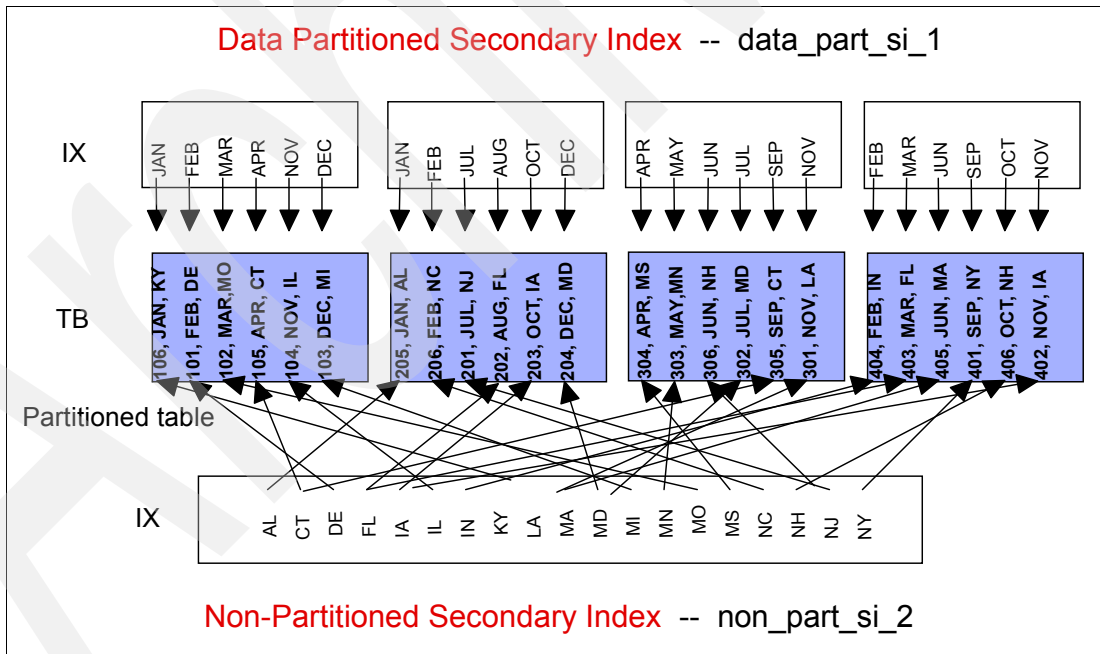 Data Partitioned Secondary Index -- data_part_si_1
IX
JAN
FEB
MAR
APR
NOV
DEC
JAN
FEB
JUL
AUG
OCT
DEC
APR
MAY
JUN
JUL
SEP
NOV
FEB
MAR
JUN
SEP
OCT
NOV
TB
106, JAN, KY
101, FEB, DE
102, MAR,MO
105, APR, CT
104, NOV, IL
103, DEC, MI
205, JAN, AL
206, FEB, NC
201, JUL, NJ
202, AUG, FL
203, OCT, IA
204, DEC, MD
304, APR, MS
303, MAY,MN
306, JUN, NH
302, JUL, MD
305, SEP, CT
301, NOV, LA
404, FEB, IN
403, MAR, FL
405, JUN, MA
401, SEP, NY
406, OCT, NH
402, NOV, IA
Partitioned table
IX
AL
CT
DE
FL
IA
IL
IN
KY
LA
MA
MD
MI
MN
MO
MS
NC
NH
NJ
NY
Non-Partitioned Secondary Index -- non_part_si_2